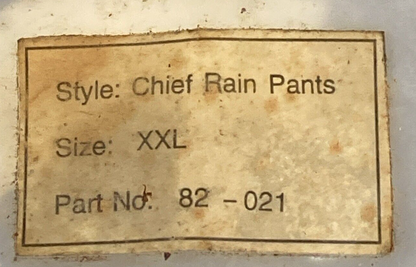 Style: Chief Rain Pants
Size: XXL
Part No: 82 - 021